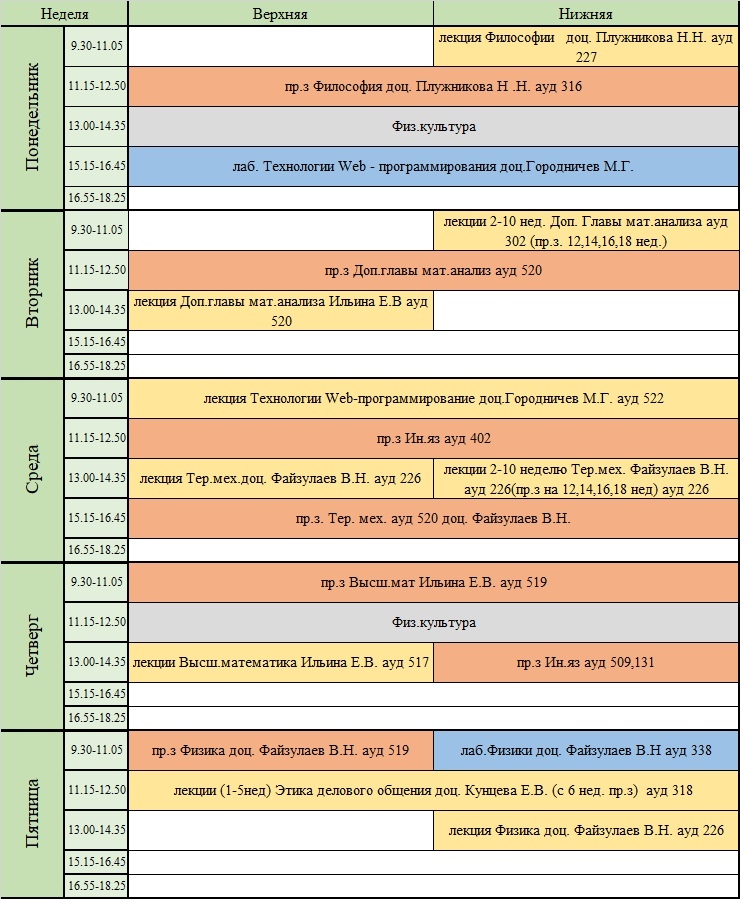 Неделя Верхняя Нижняя
Понедельник
9.30-11.05 лекция Философии доц. Плужникова Н.Н. ауд
227
11.15-12.50 пр.з Философия доц. Плужникова Н .Н. ауд 316
13.00-14.35 Физ.культура
15.15-16.45 лаб. Технологии Web - программирования доц.Городничев М.Г.
16.55-18.25
Вторник
9.30-11.05 лекции 2-10 нед. Доп. Главы мат.анализа ауд
302 (пр.з. 12,14,16,18 нед.)
11.15-12.50 пр.з Доп.главы мат.анализ ауд 520
13.00-14.35 лекция Доп.главы мат.анализа Ильина Е.В ауд
520
15.15-16.45
16.55-18.25
Среда
9.30-11.05 лекция Технологии Web-программирование доц.Городничев М.Г. ауд 522
11.15-12.50 пр.з Ин.яз ауд 402
13.00-14.35 лекция Тер.мех.доц. Файзулаев В.Н. ауд 226 лекции 2-10 неделю Тер.мех. Файзулаев В.Н.
ауд 226(пр.з на 12,14,16,18 нед) ауд 226
15.15-16.45 пр.з. Тер. мех. ауд 520 доц. Файзулаев В.Н.
16.55-18.25
Четверг
9.30-11.05 пр.з Высш.мат Ильина Е.В. ауд 519
11.15-12.50 Физ.культура
13.00-14.35 лекции Высш.математика Ильина Е.В. ауд 517 пр.з Ин.яз ауд 509,131
15.15-16.45
16.55-18.25
Пятница
9.30-11.05 пр.з Физика доц. Файзулаев В.Н. ауд 519 лаб.Физики доц. Файзулаев В.Н ауд 338
11.15-12.50 лекции (1-5нед) Этика делового общения доц. Кунцева Е.В. (с 6 нед. пр.з) ауд 318
13.00-14.35 лекция Физика доц. Файзулаев В.Н. ауд 226
15.15-16.45
16.55-18.25